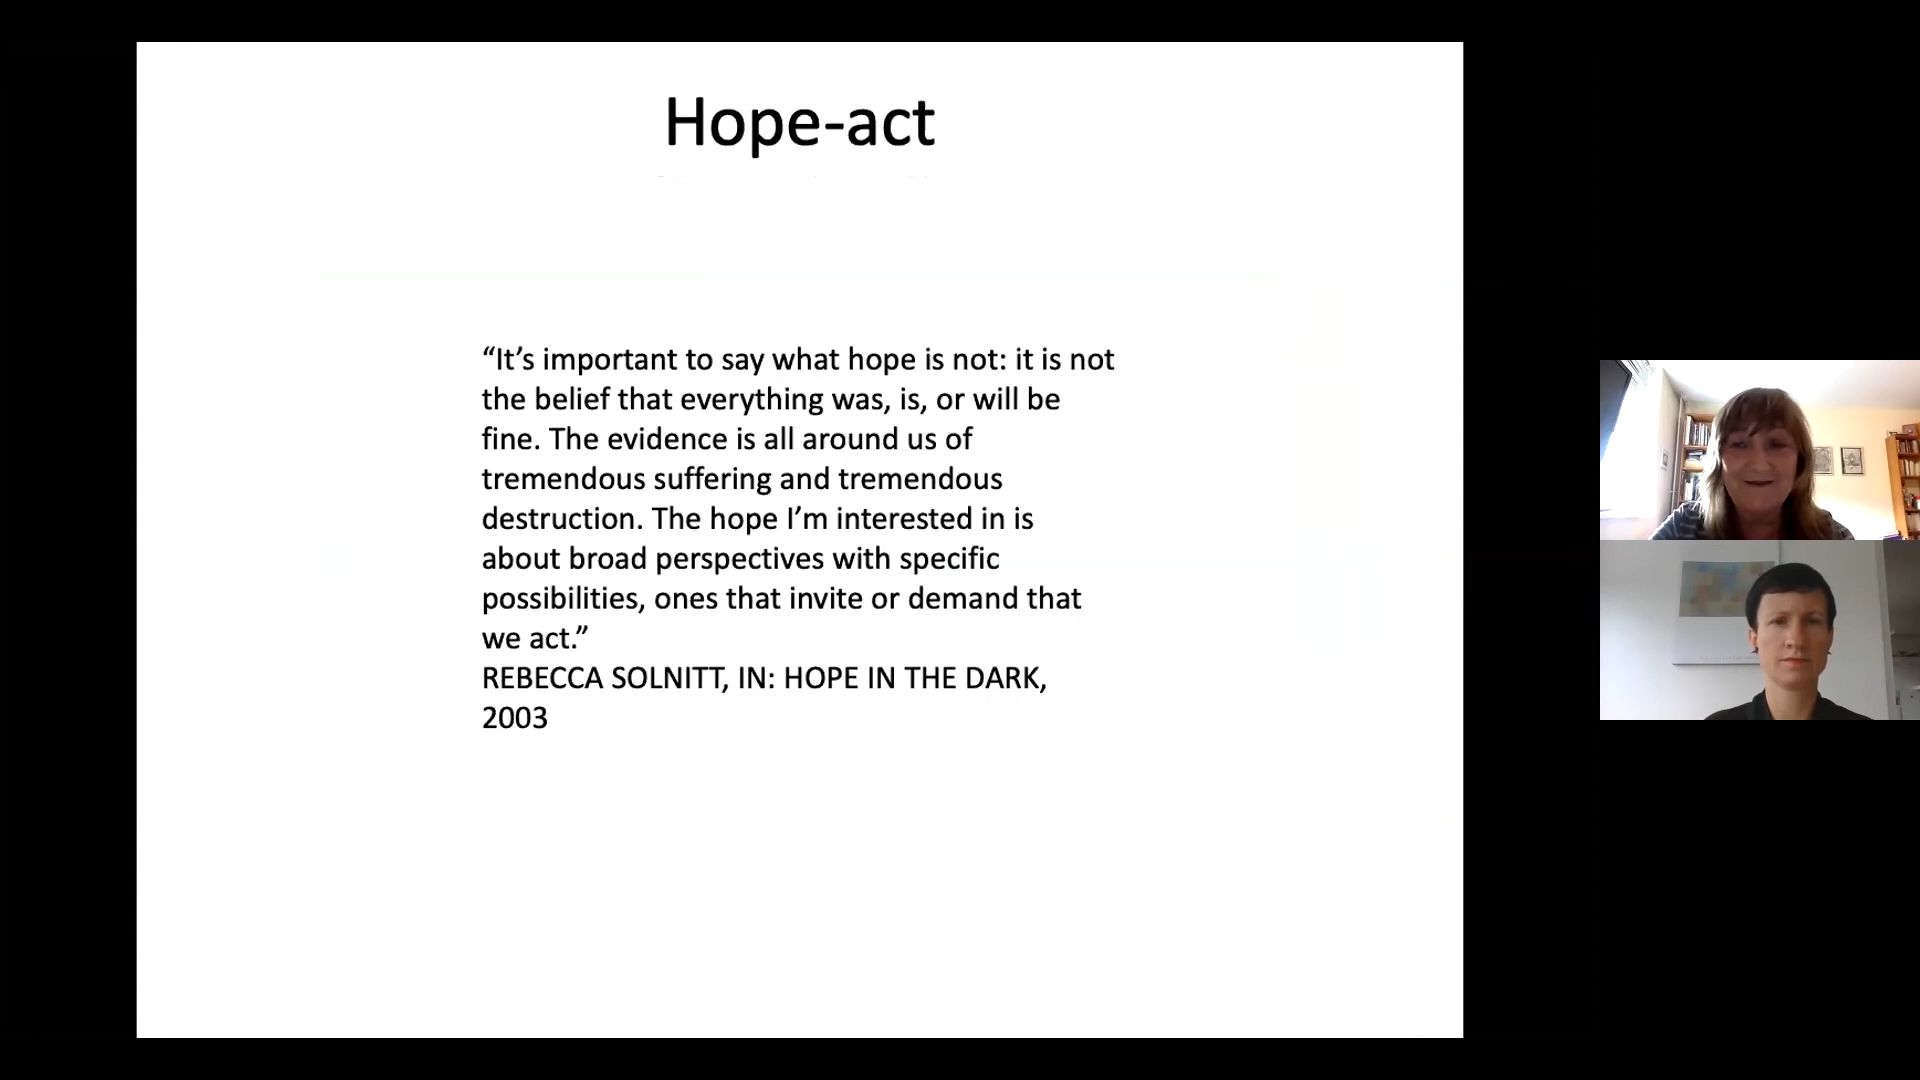 Hope-act
“It’s important to say what hope is not: it is not
the belief that everything was, is, or will be
fine. The evidence is all around us of
tremendous suffering and tremendous
destruction. The hope I’m interested in is
about broad perspectives with specific
possibilities, ones that invite or demand that
we act.”
REBECCA SOLNITT, IN: HOPE IN THE DARK,
2003